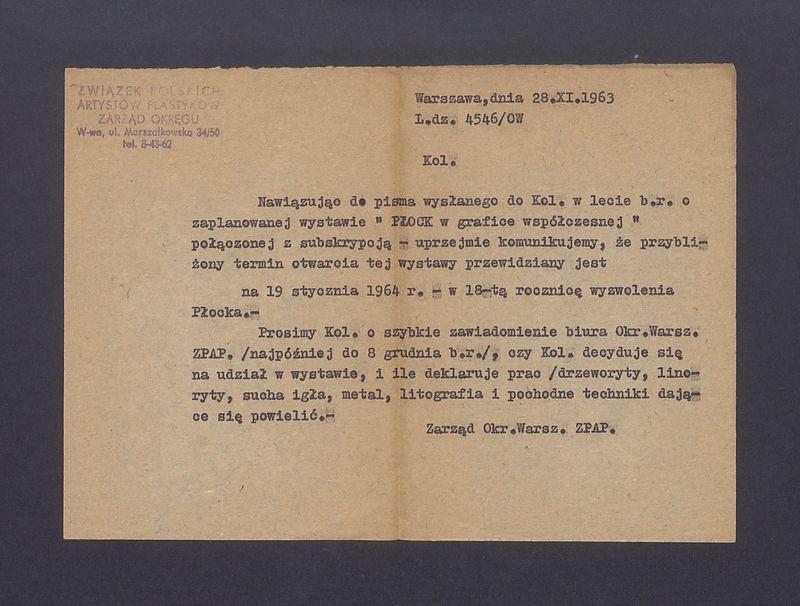 ZWIĄZEK POLSKICH
ARTYSTÓW PLASTYKÓW
ZARZĄD OKRĘGU
W-wa, ul. Marszałkowska 34/50
tel. 8-43-62
Warszawa,dnia 28.XI.1963
L.dz. 4546/OW
Kol.
Nawiązując do pisma wysłanego do Kol. w lecie b.r. o
zaplanowanej wystawie " PŁOCK w grafice współczesnej "
połączonej z subskrypcją - uprzejmie komunikujemy, że przybli-
żony termin otwarcia tej wystawy przewidziany jest
na 19 stycznia 1964 r. - w 18-tą rocznicę wyzwolenia
Płocka.-
Prosimy Kol. o szybkie zawiadomienie biura Okr.Warsz.
ZPAP. /najpóźniej do 8 grudnia b.r./, czy Kol. decyduje się
na udział w wystawie, i ile deklaruje prac /drzeworyty, lino-
ryty, sucha igła, metal, litografia i pochodne techniki dają-
ce się powielić.-
Zarząd Okr.Warsz. ZPAP.